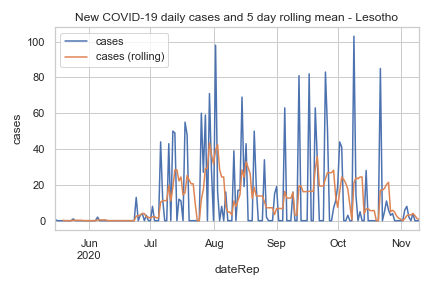 New COVID-19 daily cases and 5 day rolling mean - Lesotho
cases
cases (rolling)
100
80
60
40
20
0
cases
Jun Jul Aug Sep Oct Nov
2020
dateRep